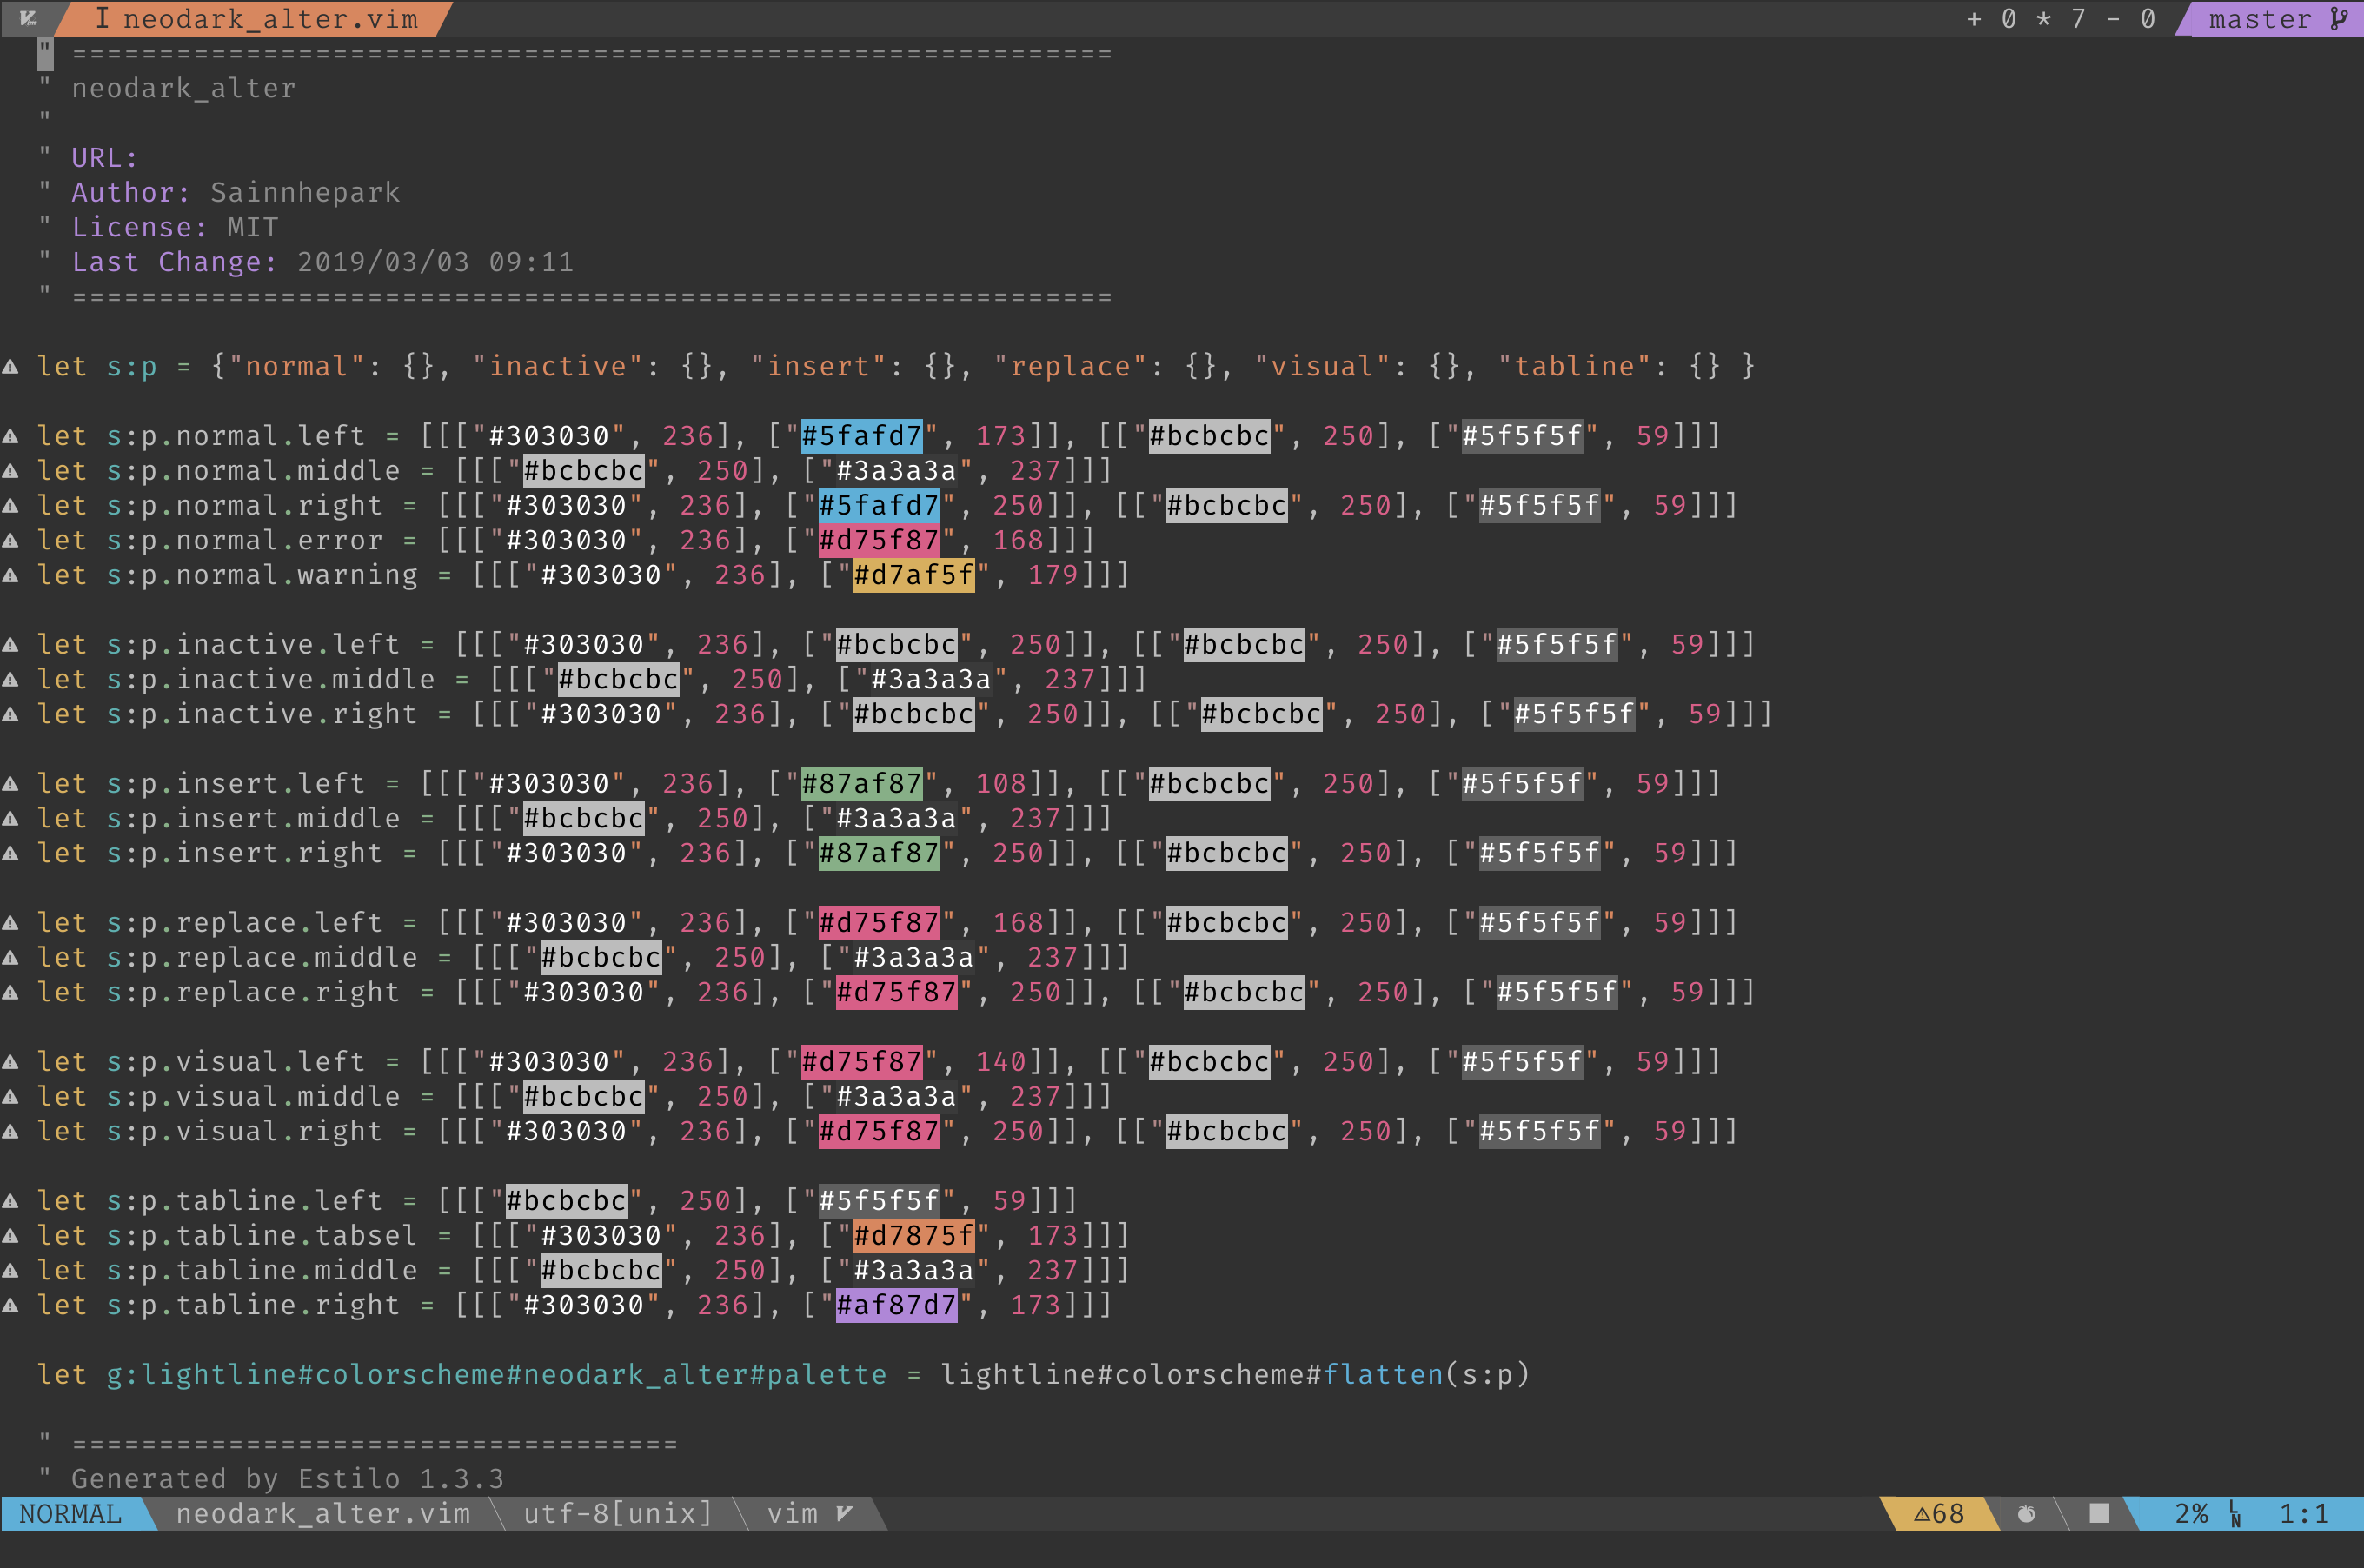 I neodark_alter.vim + 0 * 7 - 0 master
" ============================================================
" neodark_alter
"
" URL:
" Author: Sainnhepark
" License: MIT
" Last Change: 2019/03/03 09:11
" ============================================================
let s:p = {"normal": {}, "inactive": {}, "insert": {}, "replace": {}, "visual": {}, "tabline": {} }
let s:p.normal.left = [[["#303030", 236], ["#5fafd7", 173]], [["#bcbcbc", 250], ["#5f5f5f", 59]]]
let s:p.normal.middle = [[["#bcbcbc", 250], ["#3a3a3a", 237]]]
let s:p.normal.right = [[["#303030", 236], ["#5fafd7", 250]], [["#bcbcbc", 250], ["#5f5f5f", 59]]]
let s:p.normal.error = [[["#303030", 236], ["#d75f87", 168]]]
let s:p.normal.warning = [[["#303030", 236], ["#d7af5f", 179]]]
let s:p.inactive.left = [[["#303030", 236], ["#bcbcbc", 250]], [["#bcbcbc", 250], ["#5f5f5f", 59]]]
let s:p.inactive.middle = [[["#bcbcbc", 250], ["#3a3a3a", 237]]]
let s:p.inactive.right = [[["#303030", 236], ["#bcbcbc", 250]], [["#bcbcbc", 250], ["#5f5f5f", 59]]]
let s:p.insert.left = [[["#303030", 236], ["#87af87", 108]], [["#bcbcbc", 250], ["#5f5f5f", 59]]]
let s:p.insert.middle = [[["#bcbcbc", 250], ["#3a3a3a", 237]]]
let s:p.insert.right = [[["#303030", 236], ["#87af87", 250]], [["#bcbcbc", 250], ["#5f5f5f", 59]]]
let s:p.replace.left = [[["#303030", 236], ["#d75f87", 168]], [["#bcbcbc", 250], ["#5f5f5f", 59]]]
let s:p.replace.middle = [[["#bcbcbc", 250], ["#3a3a3a", 237]]]
let s:p.replace.right = [[["#303030", 236], ["#d75f87", 250]], [["#bcbcbc", 250], ["#5f5f5f", 59]]]
let s:p.visual.left = [[["#303030", 236], ["#d75f87", 140]], [["#bcbcbc", 250], ["#5f5f5f", 59]]]
let s:p.visual.middle = [[["#bcbcbc", 250], ["#3a3a3a", 237]]]
let s:p.visual.right = [[["#303030", 236], ["#d75f87", 250]], [["#bcbcbc", 250], ["#5f5f5f", 59]]]
let s:p.tabline.left = [[["#bcbcbc", 250], ["#5f5f5f", 59]]]
let s:p.tabline.tabsel = [[["#303030", 236], ["#d7875f", 173]]]
let s:p.tabline.middle = [[["#bcbcbc", 250], ["#3a3a3a", 237]]]
let s:p.tabline.right = [[["#303030", 236], ["#af87d7", 173]]]
let g:lightline#colorscheme#neodark_alter#palette = lightline#colorscheme#flatten(s:p)
" ===================================
" Generated by Estilo 1.3.3
NORMAL neodark_alter.vim utf-8[unix] vim ⚠68 2% LN 1:1